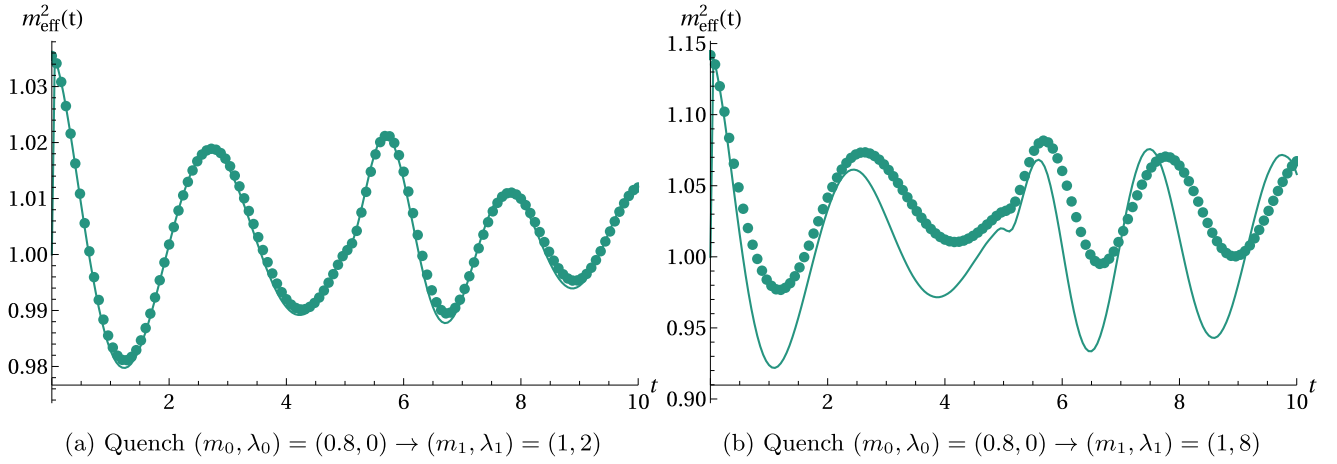 m²_eff(t)
1.03
1.02
1.01
1.00
0.99
0.98
2 4 6 8 10 t
(a) Quench (m₀, λ₀) = (0.8, 0) → (m₁, λ₁) = (1, 2)
m²_eff(t)
1.15
1.10
1.05
1.00
0.95
0.90
2 4 6 8 10 t
(b) Quench (m₀, λ₀) = (0.8, 0) → (m₁, λ₁) = (1, 8)